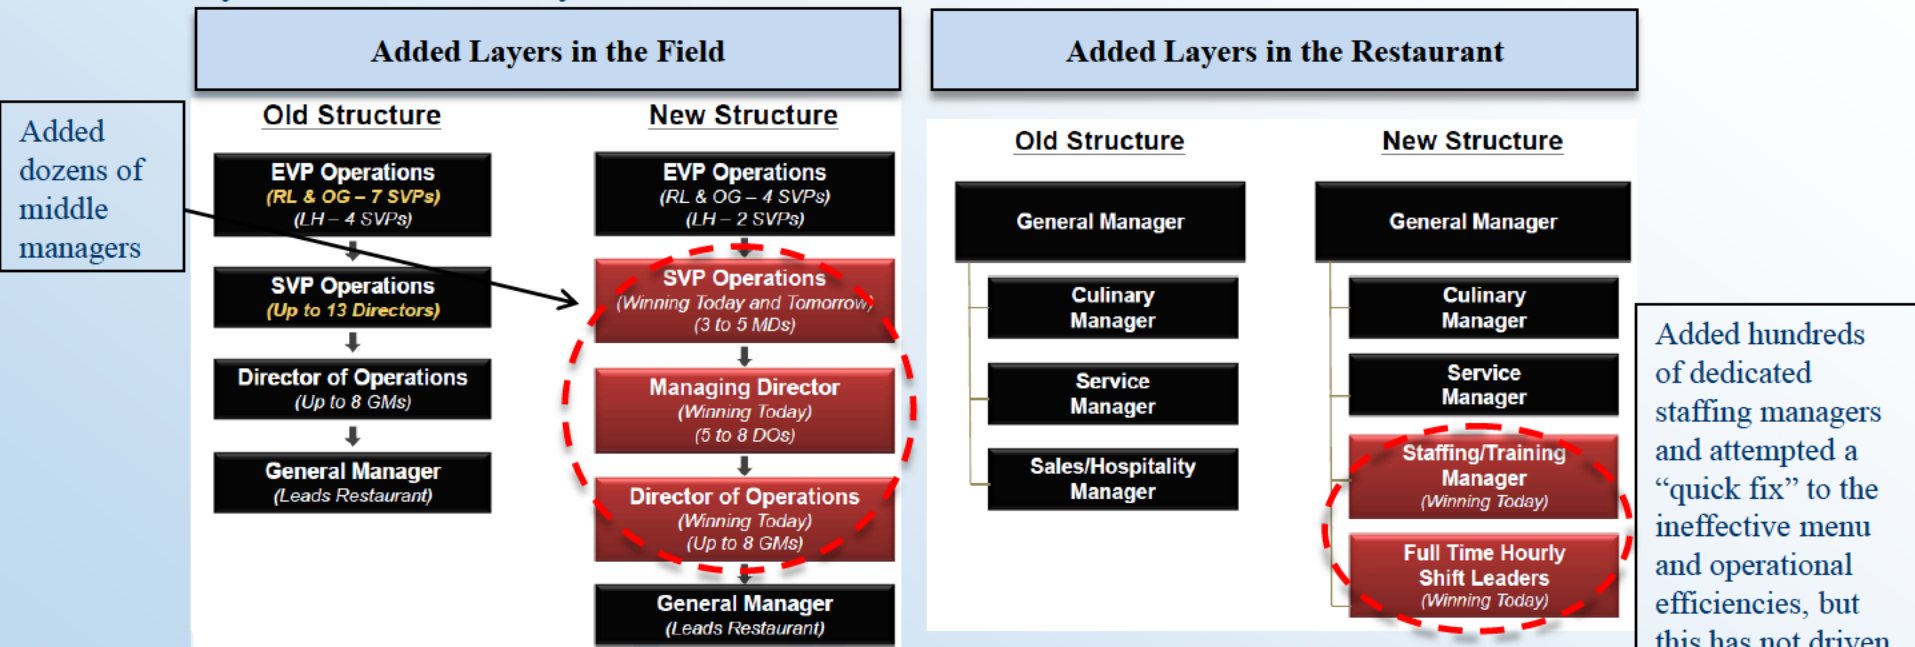 Added Layers in the Field
Added Layers in the Restaurant
Added
dozens of
middle
managers
Old Structure
EVP Operations
(RL & OG – 7 SVPs)
(LH – 4 SVPs)
SVP Operations
(Up to 13 Directors)
Director of Operations
(Up to 8 GMs)
General Manager
(Leads Restaurant)
New Structure
EVP Operations
(RL & OG – 4 SVPs)
(LH – 2 SVPs)
SVP Operations
(Winning Today and Tomorrow)
(3 to 5 MDs)
Managing Director
(Winning Today)
(5 to 8 DOs)
Director of Operations
(Winning Today)
(Up to 8 GMs)
General Manager
(Leads Restaurant)
Old Structure
General Manager
Culinary
Manager
Service
Manager
Sales/Hospitality
Manager
New Structure
General Manager
Culinary
Manager
Service
Manager
Staffing/Training
Manager
(Winning Today)
Full Time Hourly
Shift Leaders
(Winning Today)
Added hundreds
of dedicated
staffing managers
and attempted a
“quick fix” to the
ineffective menu
and operational
efficiencies, but
this has not driven